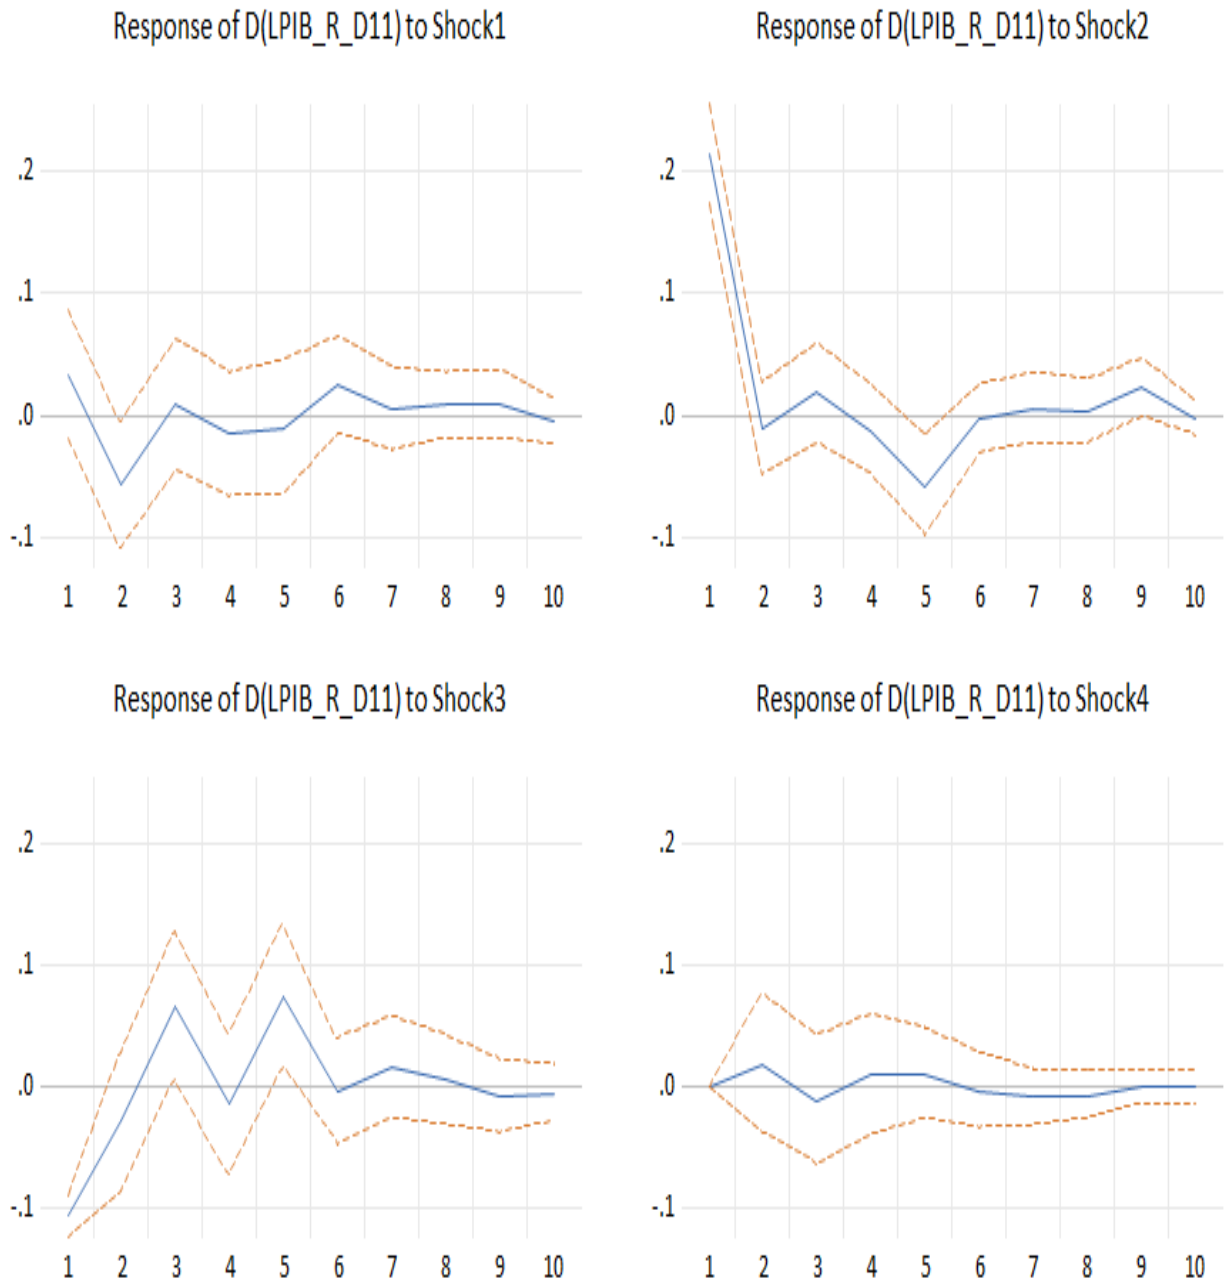 Response of D(LPIB_R_D11) to Shock1
.2
.1
.0
-.1
1 2 3 4 5 6 7 8 9 10
Response of D(LPIB_R_D11) to Shock2
.2
.1
.0
-.1
1 2 3 4 5 6 7 8 9 10
Response of D(LPIB_R_D11) to Shock3
.2
.1
.0
-.1
1 2 3 4 5 6 7 8 9 10
Response of D(LPIB_R_D11) to Shock4
.2
.1
.0
-.1
1 2 3 4 5 6 7 8 9 10